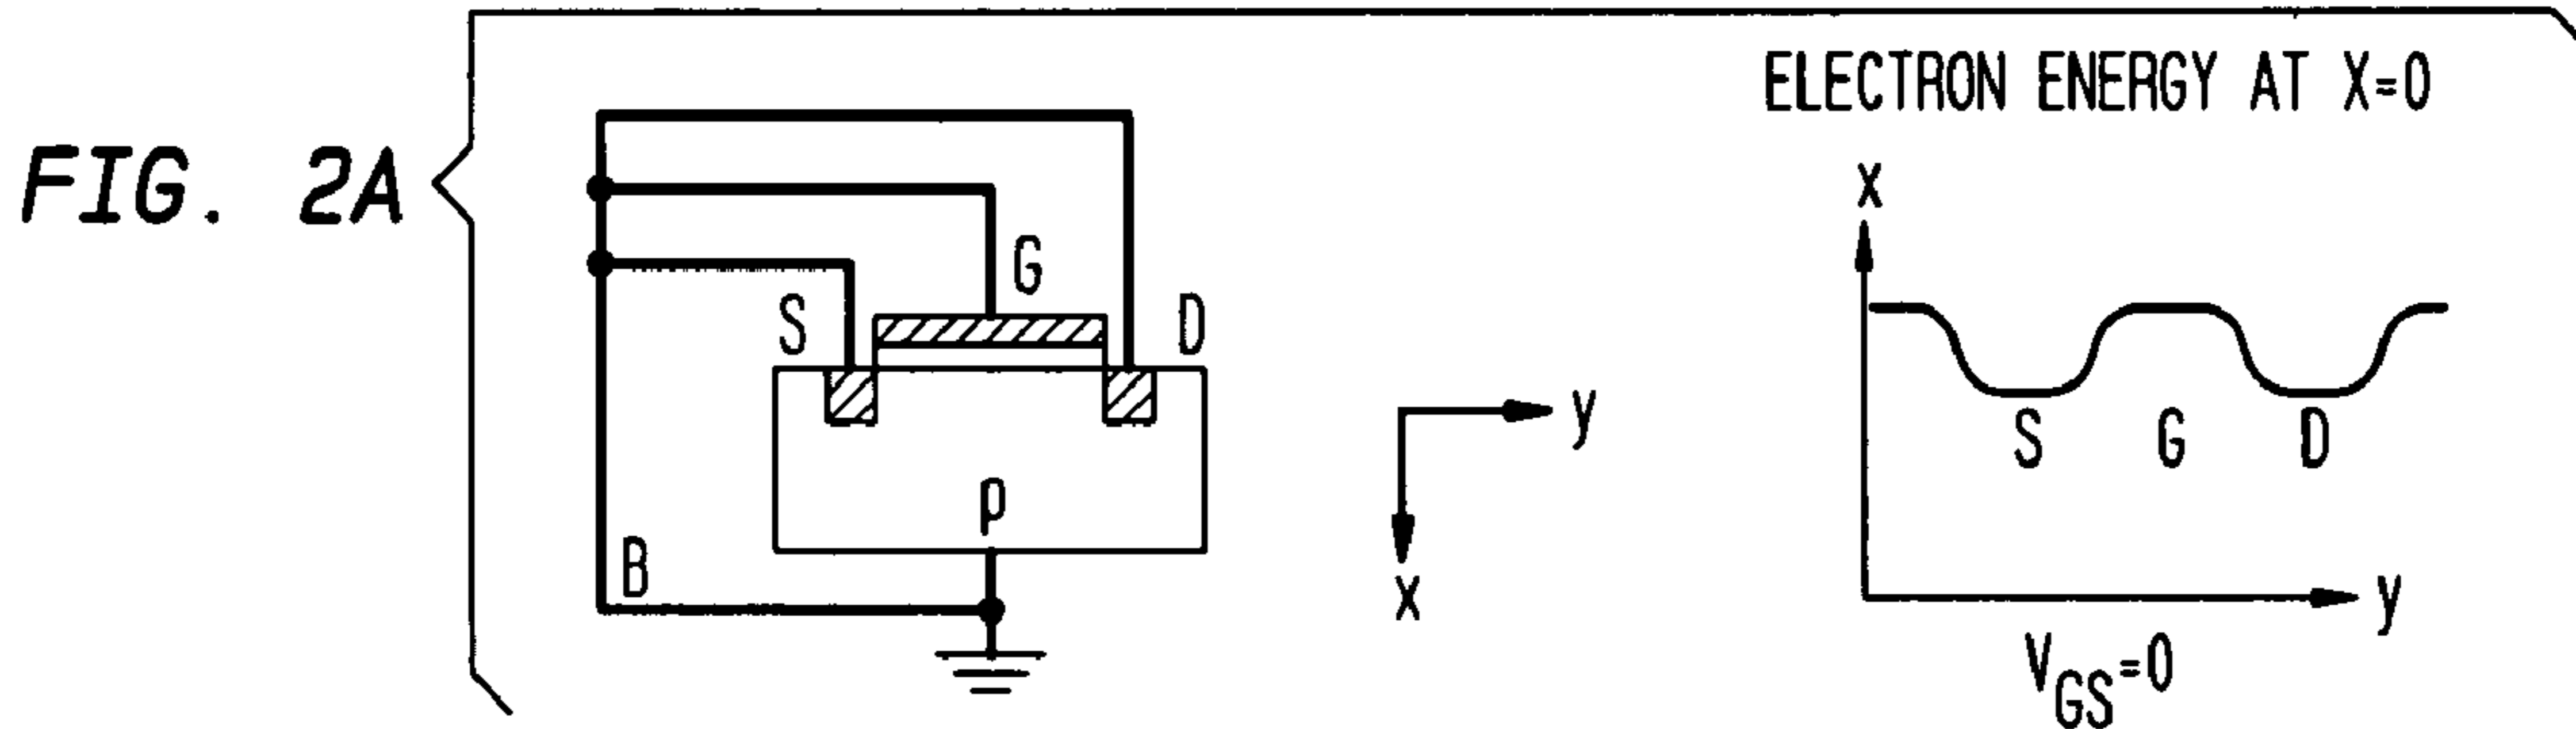 FIG. 2A
G
S
D
p
B
y
x
ELECTRON ENERGY AT X=0
x
S G D
y
V_GS=0